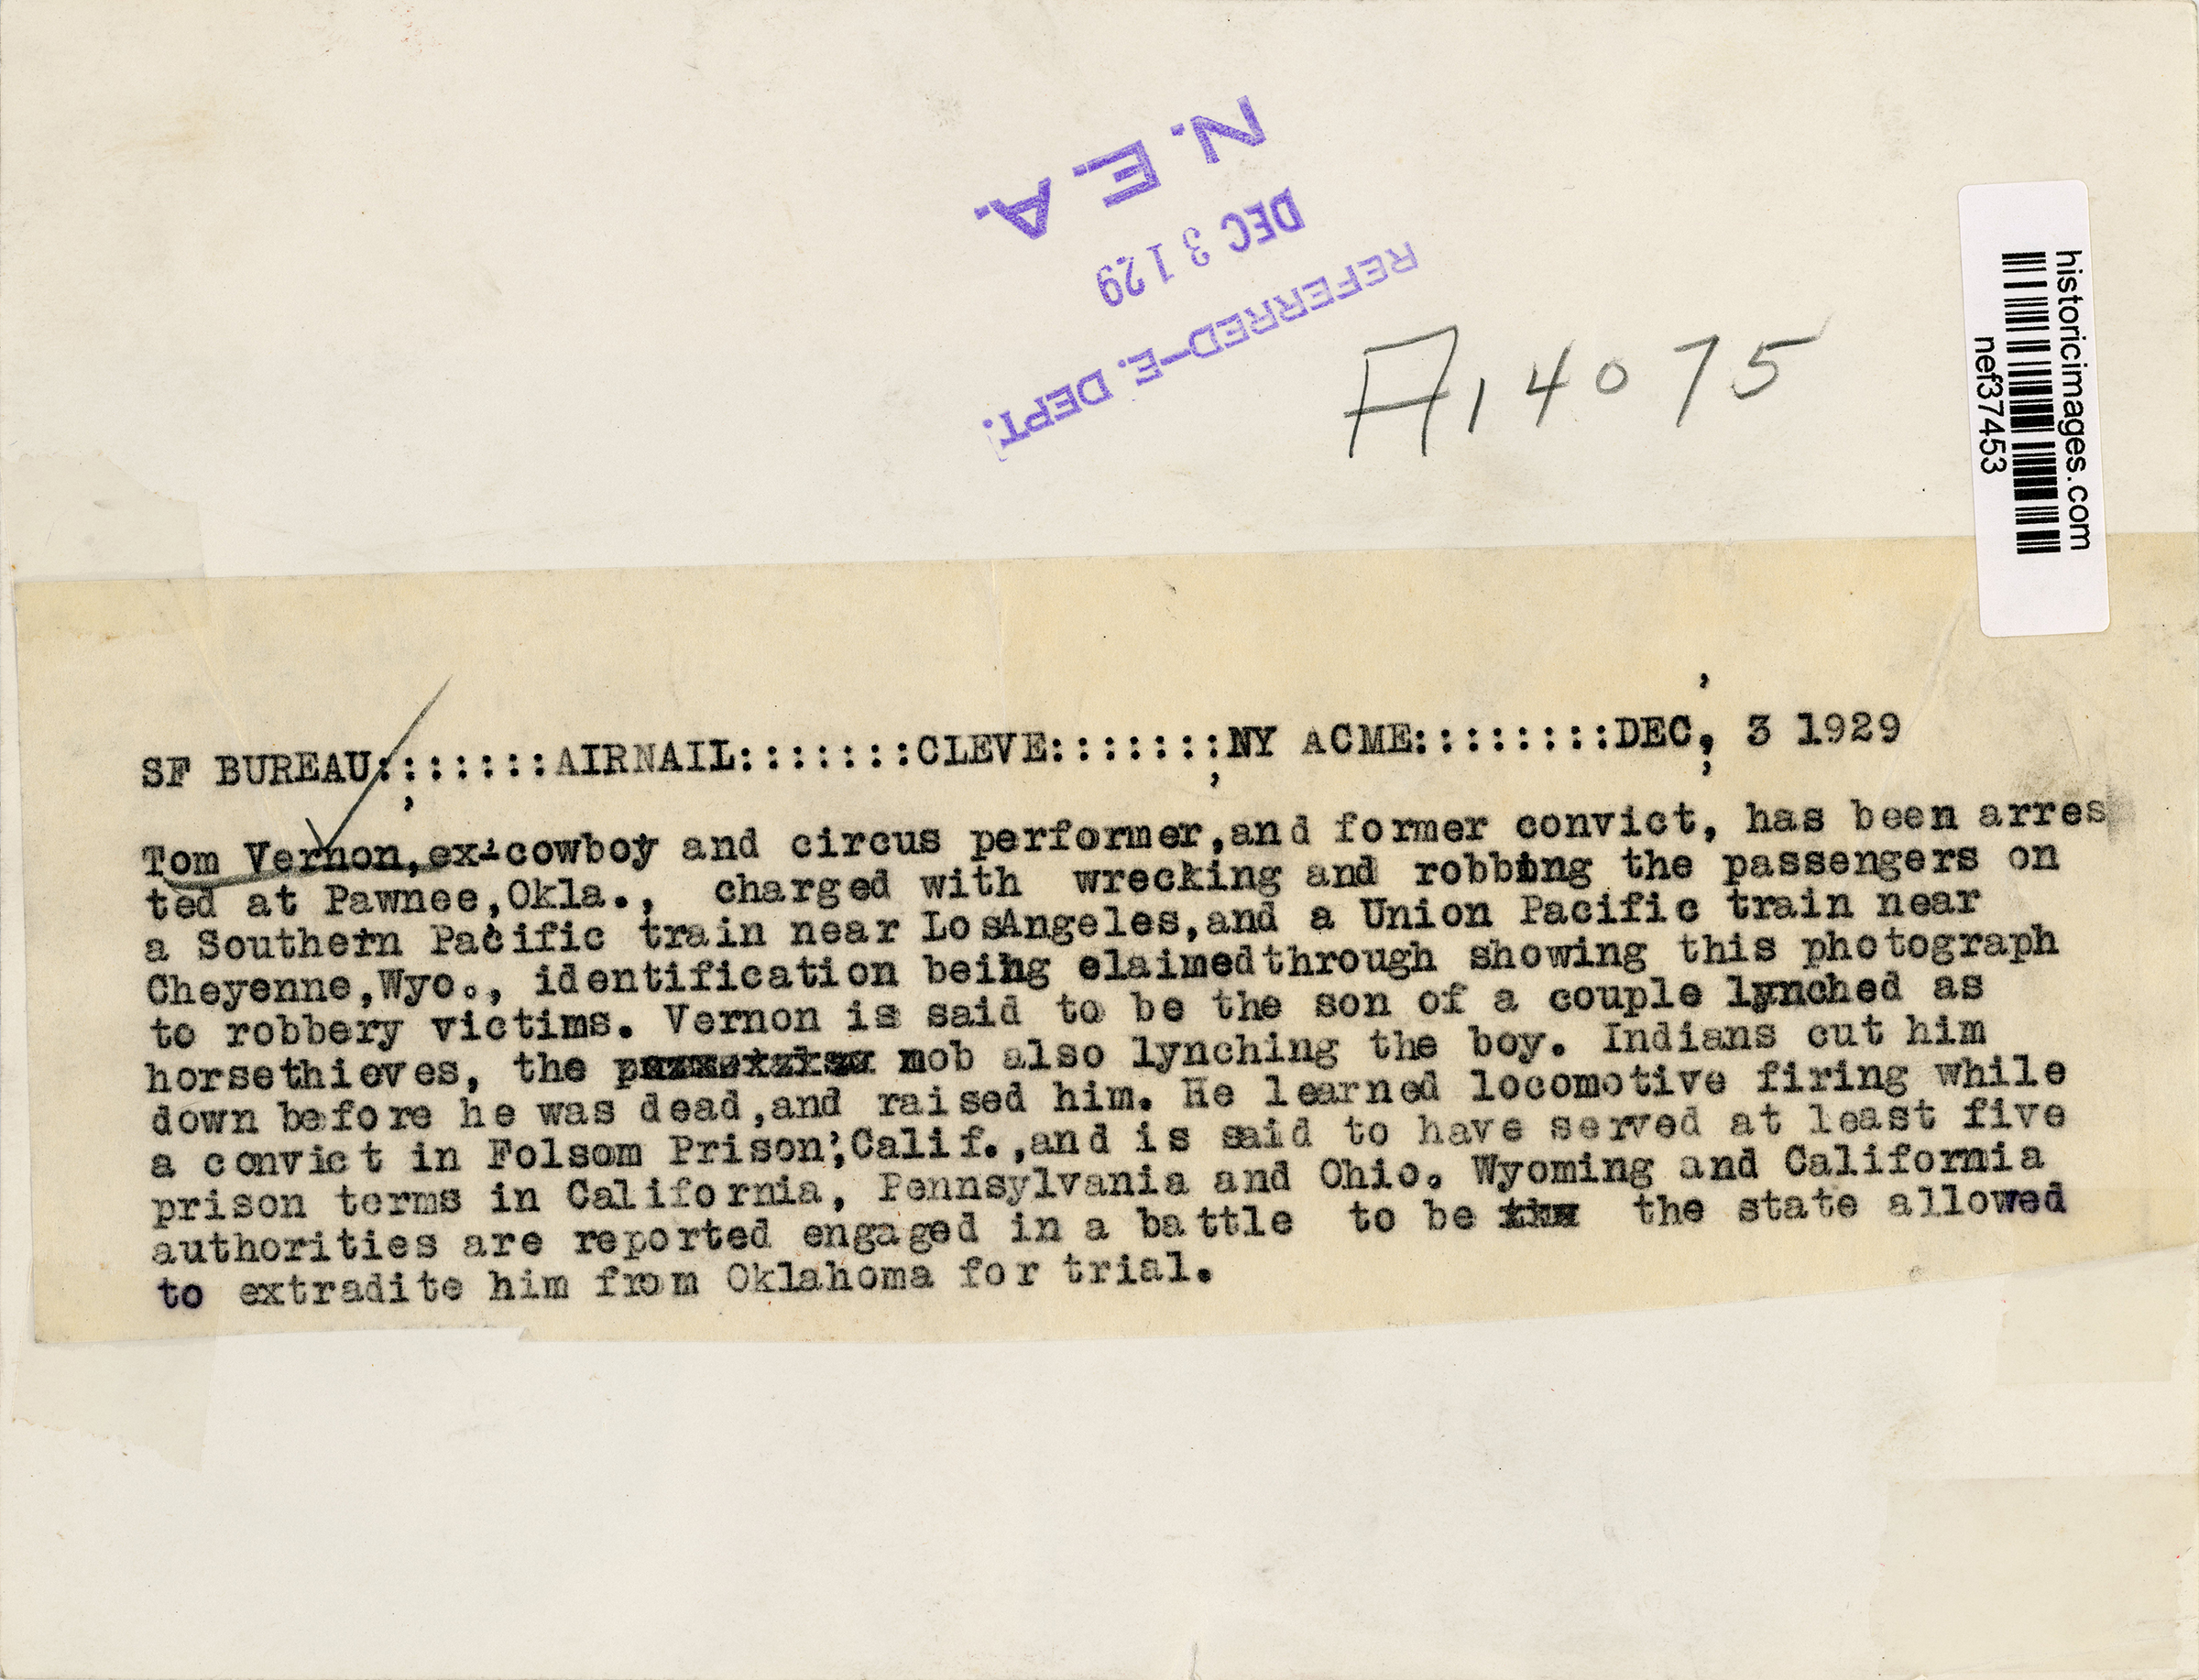 N. E. A.
DEC 31 29
REFERRED-E. DEPT.
A14075
historicimages.com
nef37453
SF BUREAU:::::::AIRNAIL:::::::CLEVE:::::::NY ACME::::::::DEC, 3 1929
Tom Vernon,ex-cowboy and circus performer,and former convict, has been arres
ted at Pawnee,Okla., charged with wrecking and robbing the passengers on
a Southern Pacific train near LosAngeles,and a Union Pacific train near
Cheyenne,Wyo., identification being claimedthrough showing this photograph
to robbery victims. Vernon is said to be the son of a couple lynched as
horsethieves, the mob also lynching the boy. Indians cut him
down before he was dead,and raised him. He learned locomotive firing while
a convict in Folsom Prison,Calif.,and is said to have served at least five
prison terms in California, Pennsylvania and Ohio. Wyoming and California
authorities are reported engaged in a battle to be the state allowed
to extradite him from Oklahoma for trial.